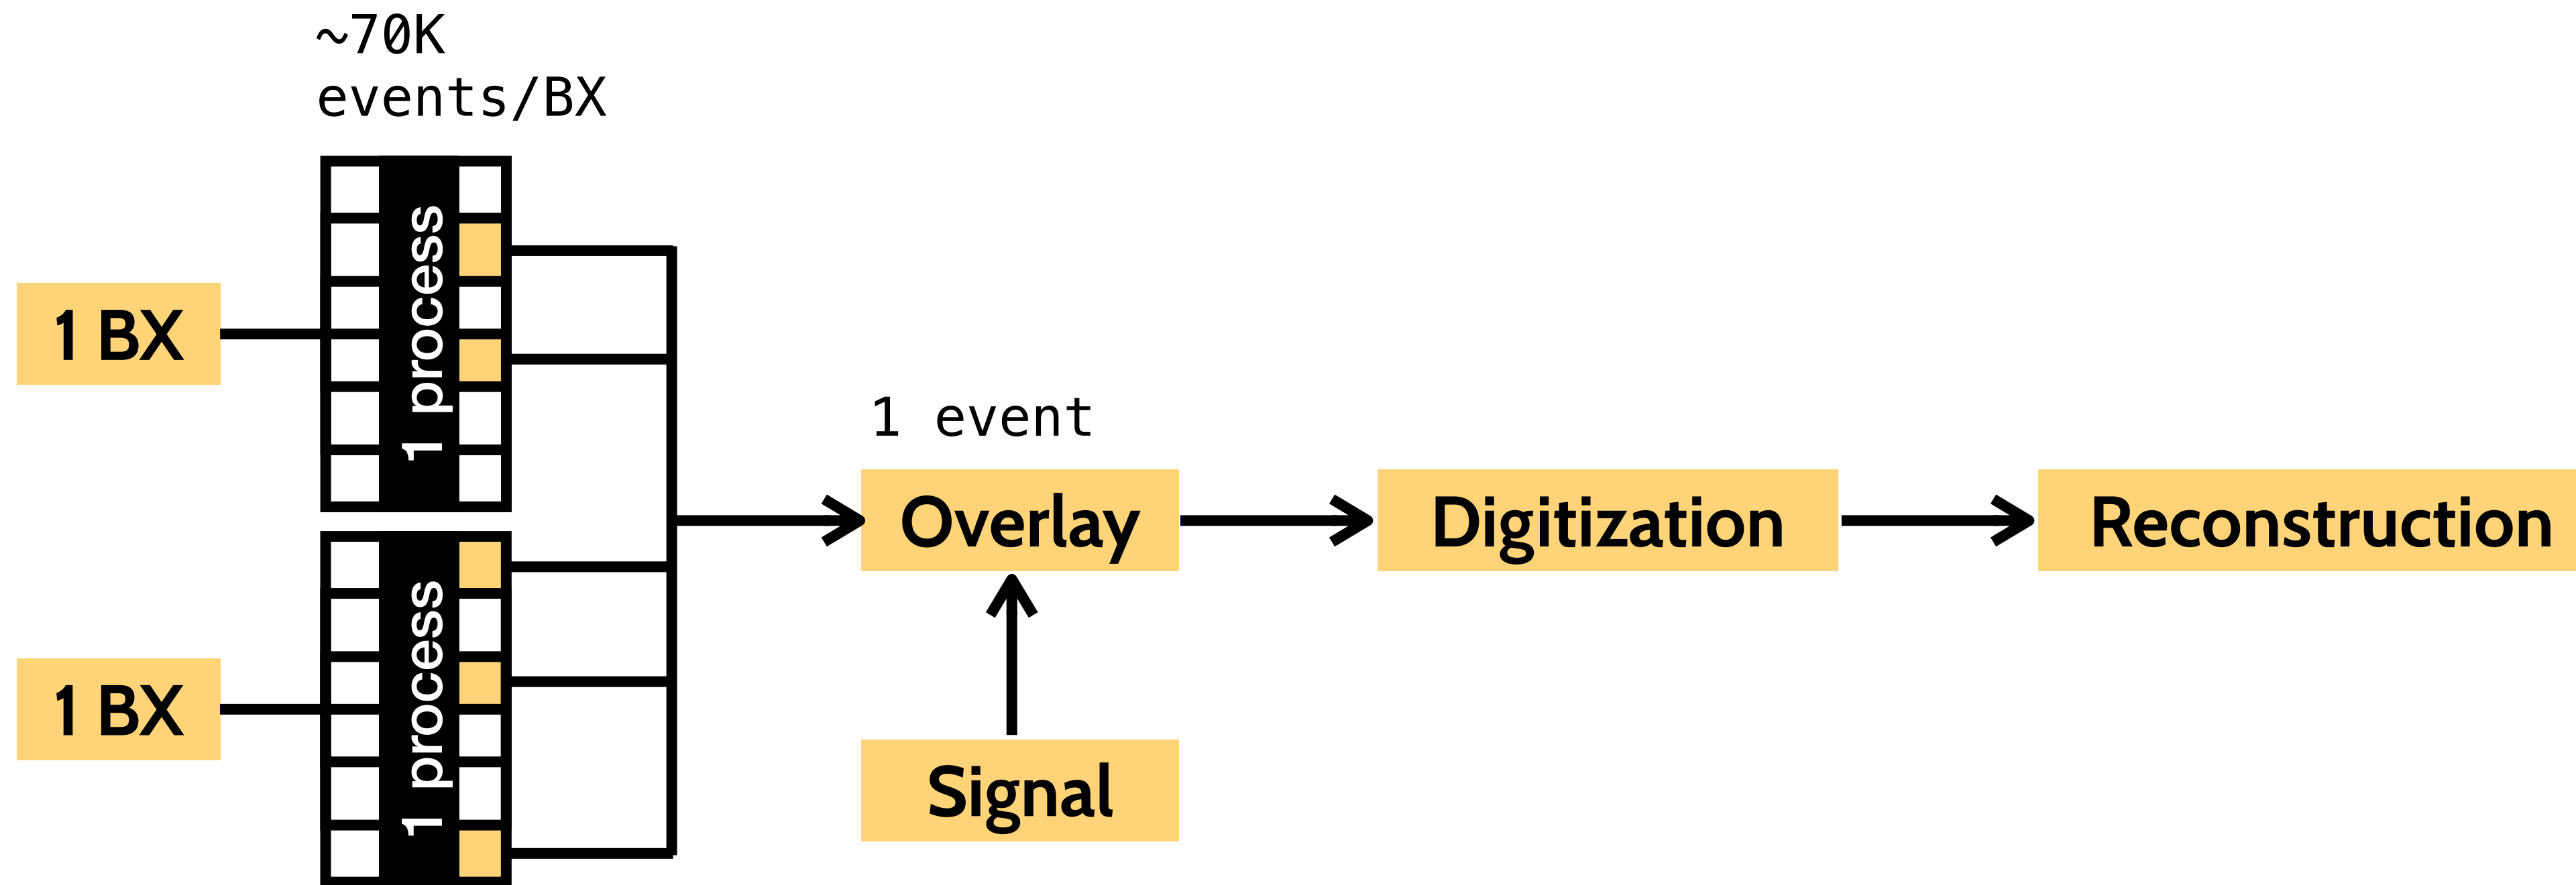 ~70K
events/BX
1 BX
1 process
1 event
Overlay
Digitization
Reconstruction
1 BX
1 process
Signal